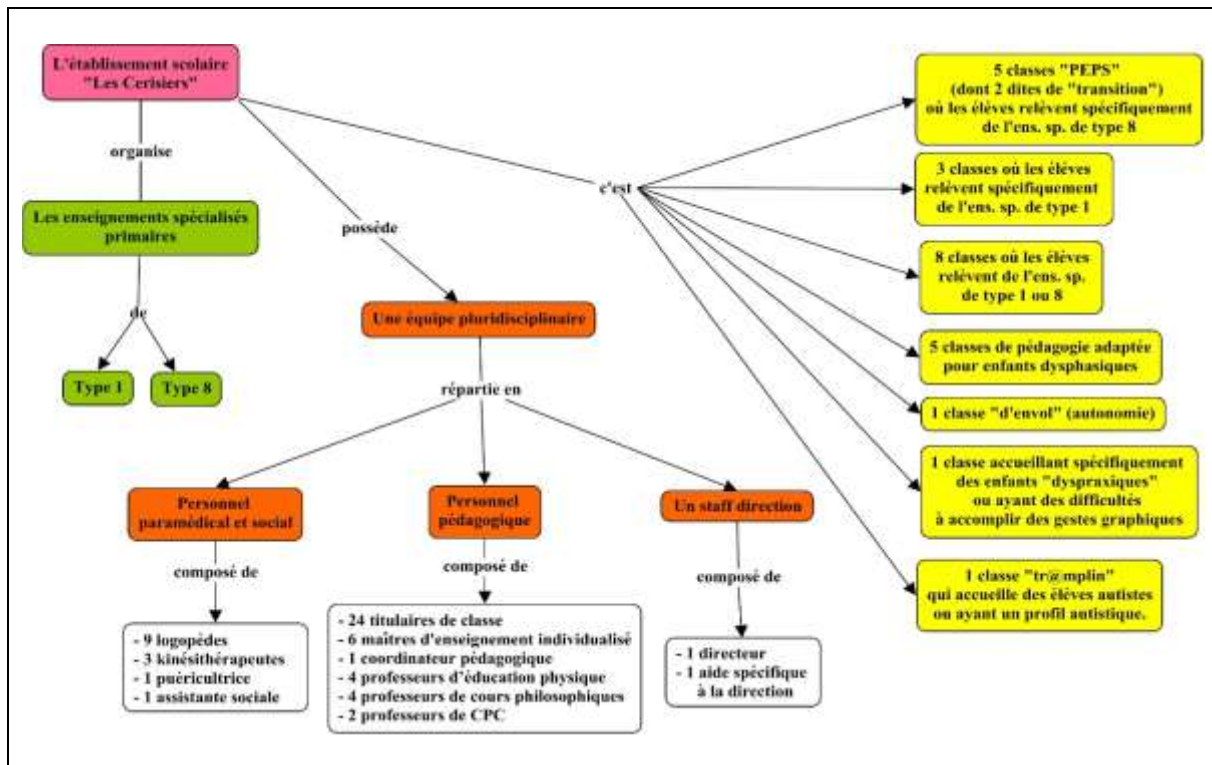 L'établissement scolaire
"Les Cerisiers"
organise
Les enseignements spécialisés
primaires
de
Type 1
Type 8
possède
Une équipe pluridisciplinaire
répartie en
Personnel
paramédical et social
composé de
- 9 logopèdes
- 3 kinésithérapeutes
- 1 puéricultrice
- 1 assistante sociale
Personnel
pédagogique
composé de
- 24 titulaires de classe
- 6 maîtres d'enseignement individualisé
- 1 coordinateur pédagogique
- 4 professeurs d'éducation physique
- 4 professeurs de cours philosophiques
- 2 professeurs de CPC
Un staff direction
composé de
- 1 directeur
- 1 aide spécifique
à la direction
c'est
5 classes "PEPS"
(dont 2 dites de "transition")
où les élèves relèvent spécifiquement
de l'ens. sp. de type 8
3 classes où les élèves
relèvent spécifiquement
de l'ens. sp. de type 1
8 classes où les élèves
relèvent de l'ens. sp.
de type 1 ou 8
5 classes de pédagogie adaptée
pour enfants dysphasiques
1 classe "d'envol" (autonomie)
1 classe accueillant spécifiquement
des enfants "dyspraxiques"
ou ayant des difficultés
à accomplir des gestes graphiques
1 classe "tr@mplin"
qui accueille des élèves autistes
ou ayant un profil autistique.